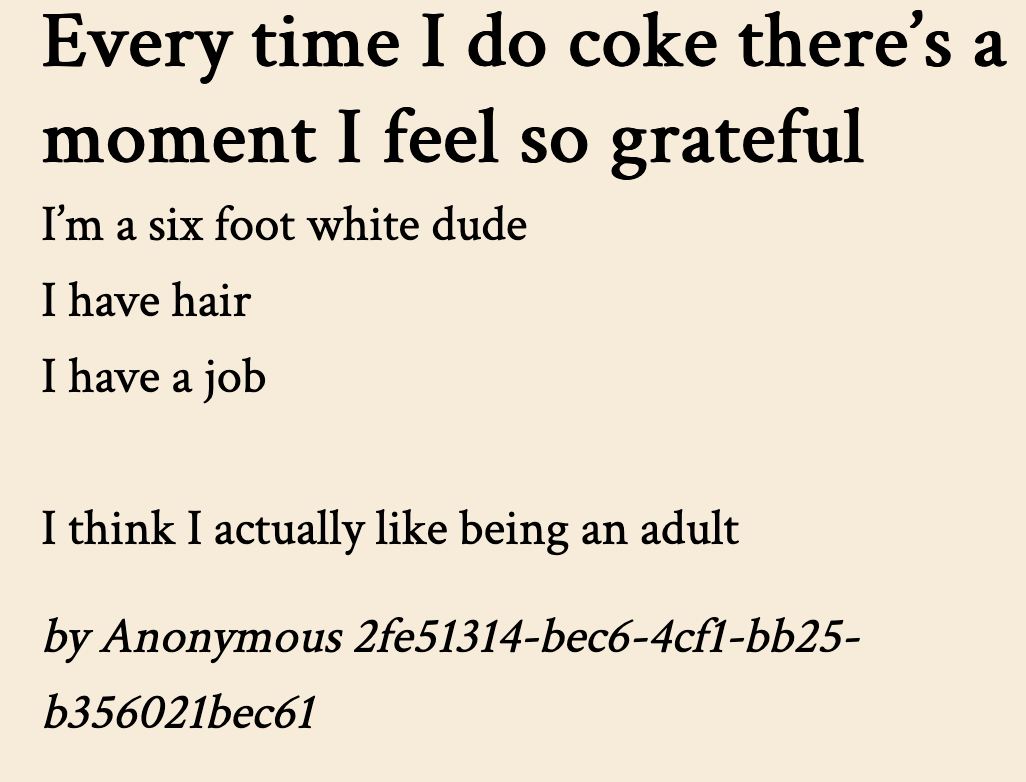 Every time I do coke there’s a
moment I feel so grateful
I’m a six foot white dude
I have hair
I have a job
I think I actually like being an adult
by Anonymous 2fe51314-bec6-4cf1-bb25-
b356021bec61